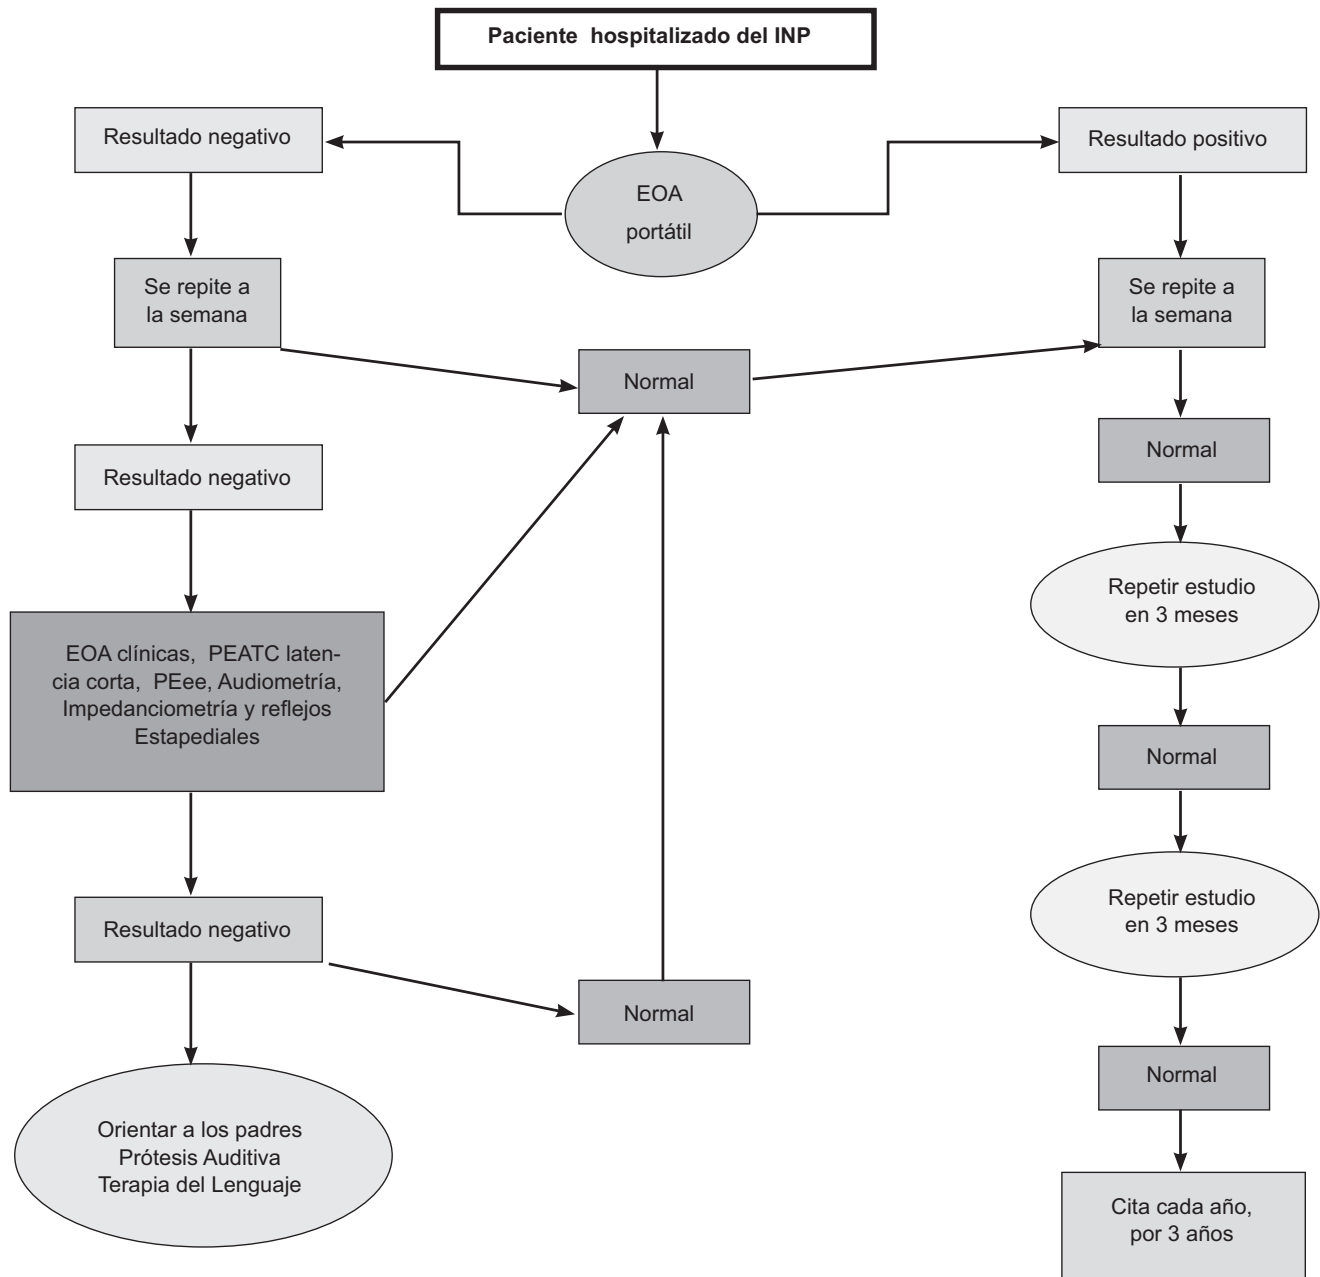 Paciente hospitalizado del INP
Resultado negativo
EOA
portátil
Resultado positivo
Se repite a
la semana
Se repite a
la semana
Normal
Normal
Resultado negativo
Repetir estudio
en 3 meses
EOA clínicas, PEATC laten-
cia corta, PEee, Audiometría,
Impedanciometría y reflejos
Estapediales
Normal
Repetir estudio
en 3 meses
Resultado negativo
Normal
Normal
Orientar a los padres
Prótesis Auditiva
Terapia del Lenguaje
Cita cada año,
por 3 años